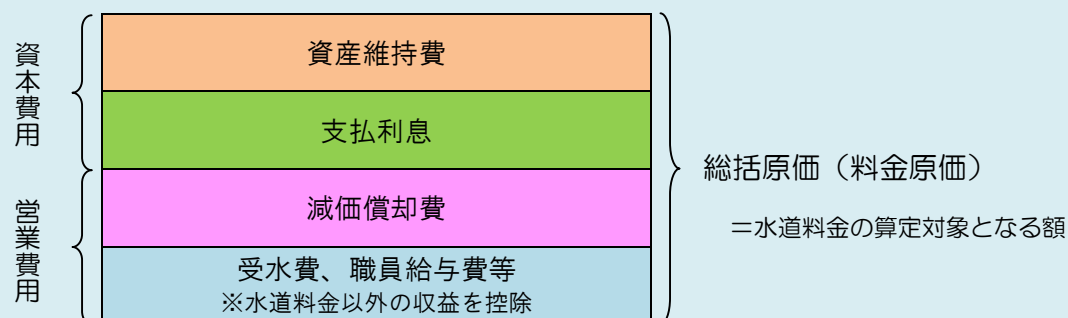 資本費用
資産維持費
支払利息
営業費用
減価償却費
受水費、職員給与費等
※水道料金以外の収益を控除
総括原価（料金原価）
＝水道料金の算定対象となる額